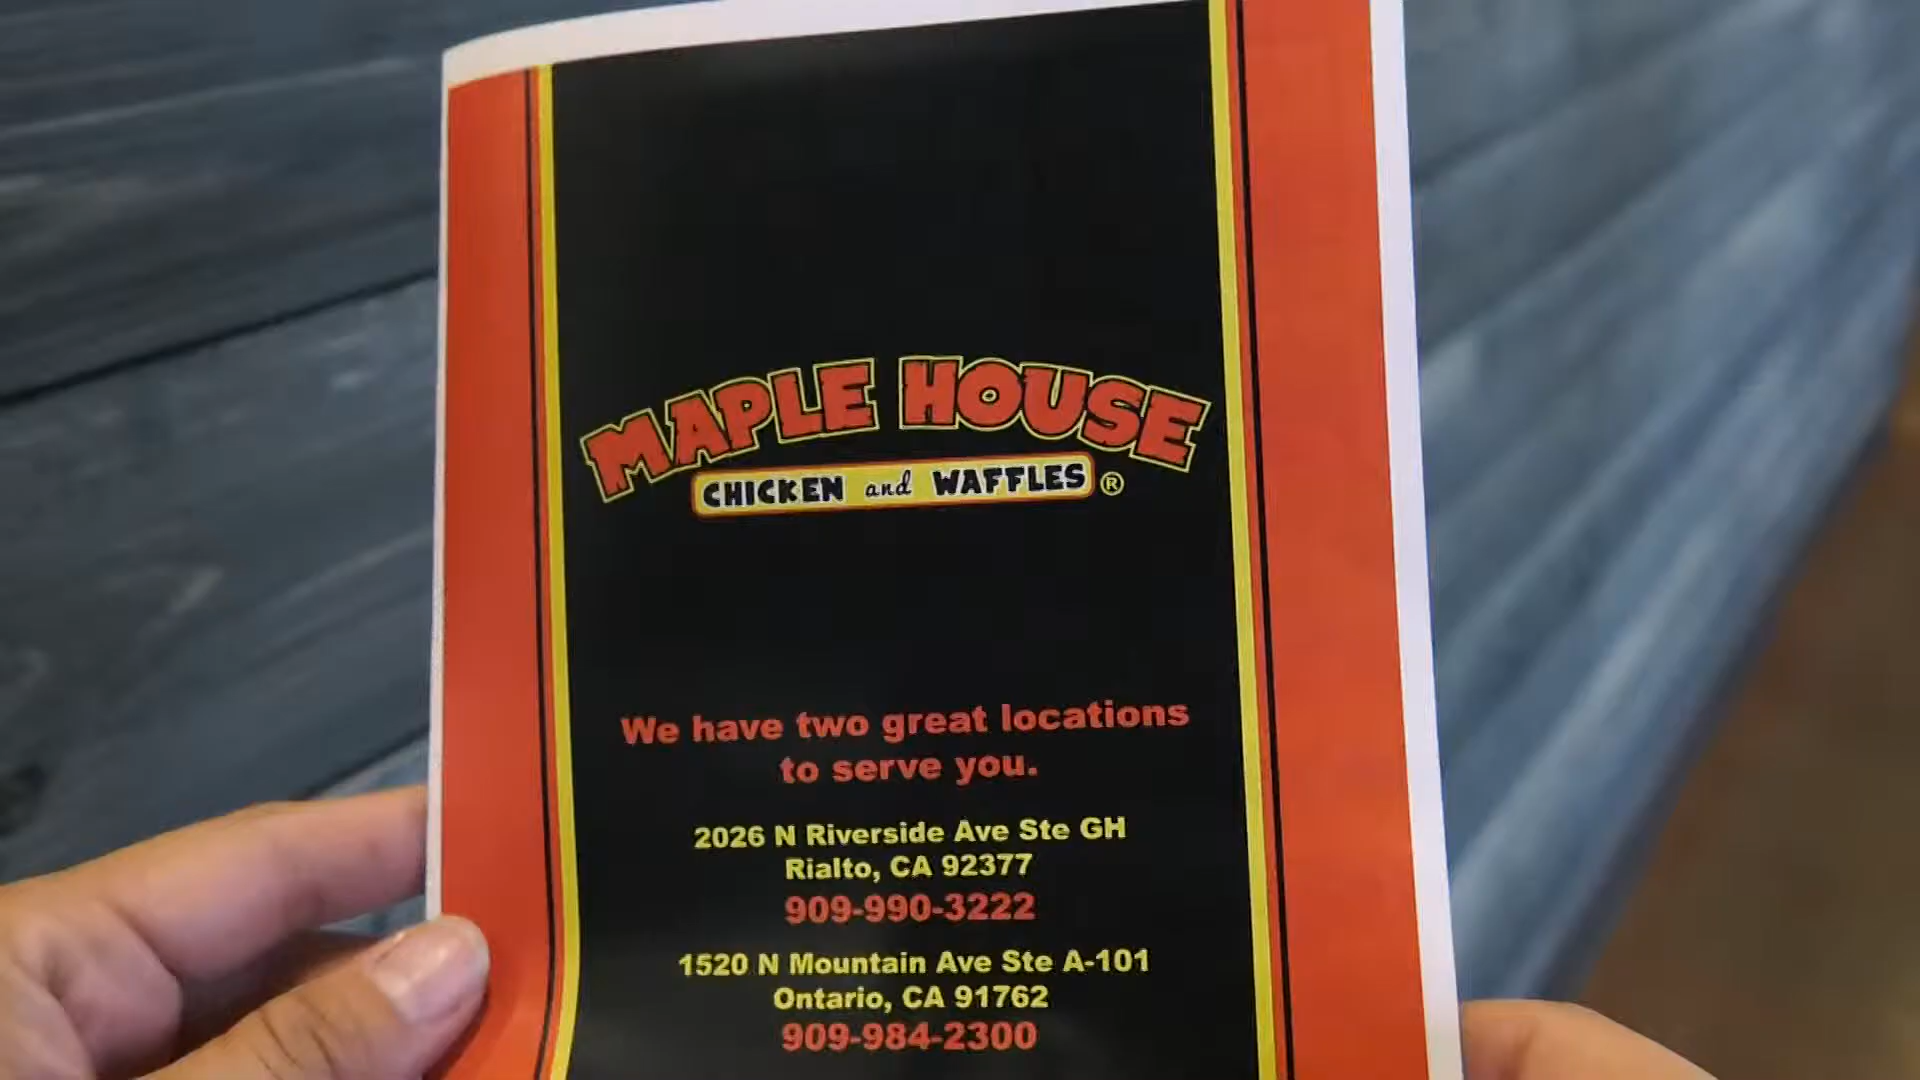 MAPLE HOUSE
CHICKEN and WAFFLES ®
We have two great locations
to serve you.
2026 N Riverside Ave Ste GH
Rialto, CA 92377
909-990-3222
1520 N Mountain Ave Ste A-101
Ontario, CA 91762
909-984-2300